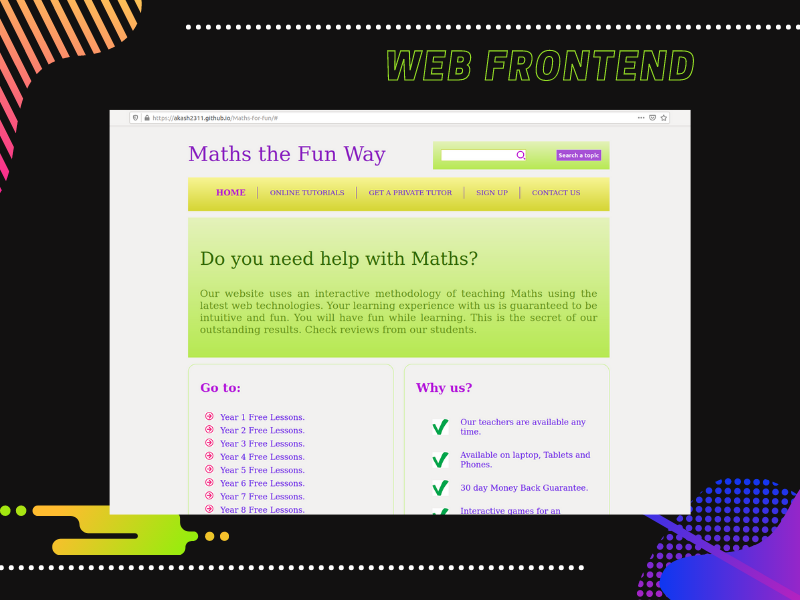 WEB FRONTEND
https://akash2311.github.io/Maths-for-fun/#
Maths the Fun Way
Search a topic
HOME ONLINE TUTORIALS GET A PRIVATE TUTOR SIGN UP CONTACT US
Do you need help with Maths?
Our website uses an interactive methodology of teaching Maths using the
latest web technologies. Your learning experience with us is guaranteed to be
intuitive and fun. You will have fun while learning. This is the secret of our
outstanding results. Check reviews from our students.
Go to:
Year 1 Free Lessons.
Year 2 Free Lessons.
Year 3 Free Lessons.
Year 4 Free Lessons.
Year 5 Free Lessons.
Year 6 Free Lessons.
Year 7 Free Lessons.
Year 8 Free Lessons.
Why us?
Our teachers are available any
time.
Available on laptop, Tablets and
Phones.
30 day Money Back Guarantee.
Interactive games for an